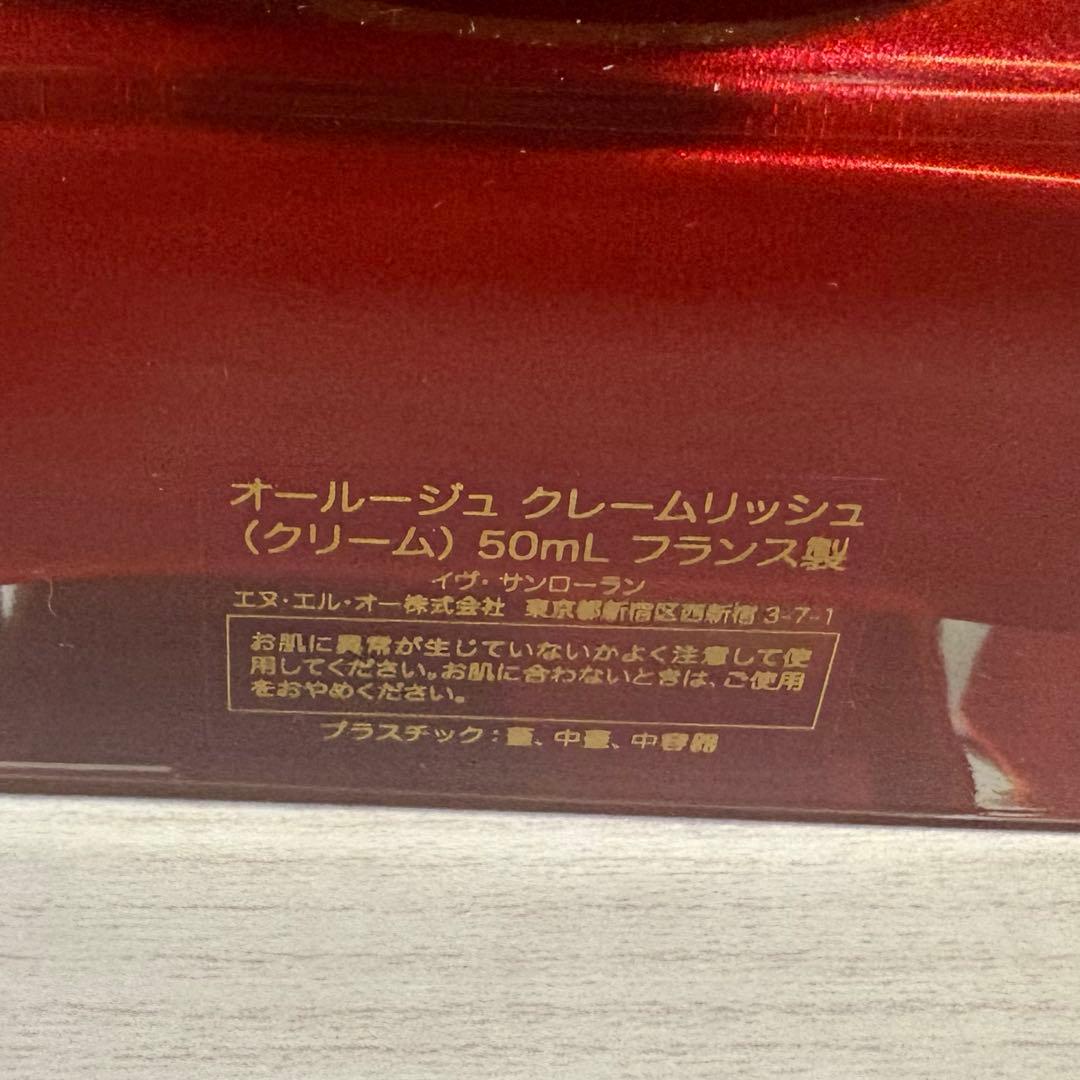 オールージュ クレームリッシュ
(クリーム) 50mL フランス製
イヴ・サンローラン
エヌ・エル・オー株式会社 東京都新宿区西新宿3-7-1
お肌に異常が生じていないかよく注意して使
用してください。お肌に合わないときは、ご使用
をおやめください。
プラスチック:蓋、中蓋、中容器